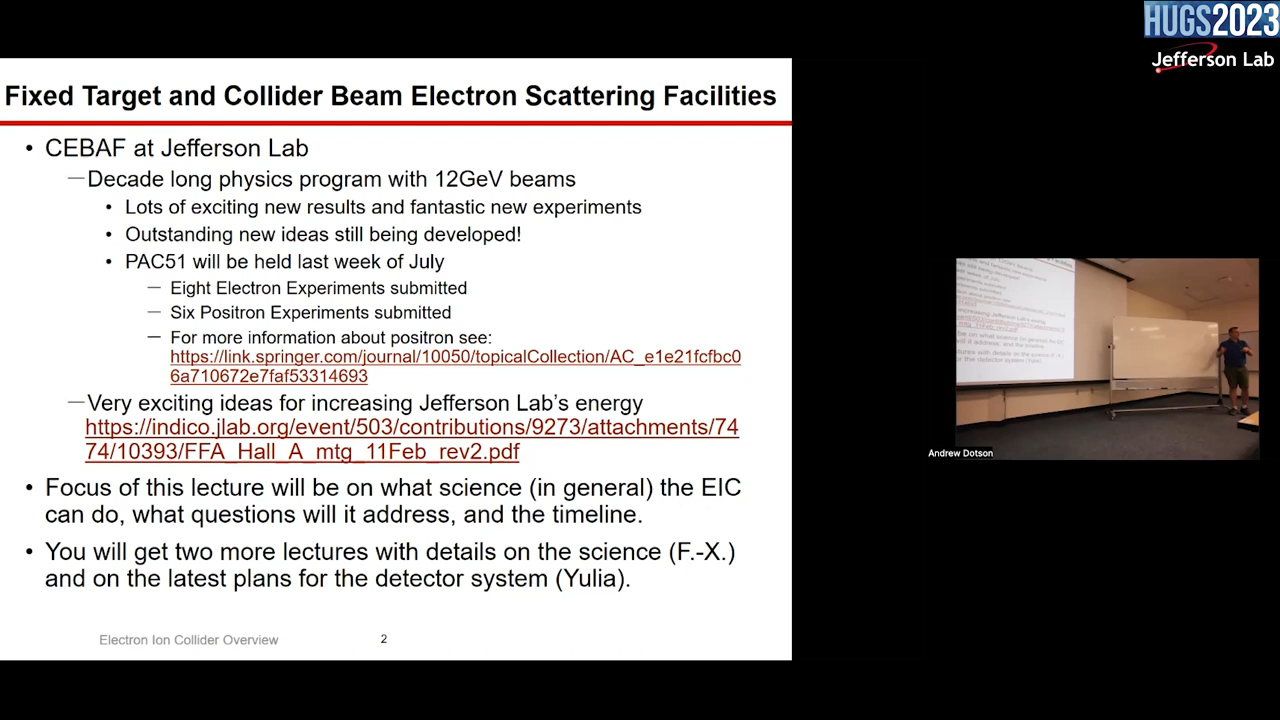 HUGS2023
Jefferson Lab
Fixed Target and Collider Beam Electron Scattering Facilities
• CEBAF at Jefferson Lab
— Decade long physics program with 12GeV beams
• Lots of exciting new results and fantastic new experiments
• Outstanding new ideas still being developed!
• PAC51 will be held last week of July
— Eight Electron Experiments submitted
— Six Positron Experiments submitted
— For more information about positron see:
https://link.springer.com/journal/10050/topicalCollection/AC_e1e21fcfbc0
6a710672e7faf53314693
— Very exciting ideas for increasing Jefferson Lab's energy
https://indico.jlab.org/event/503/contributions/9273/attachments/74
74/10393/FFA_Hall_A_mtg_11Feb_rev2.pdf
• Focus of this lecture will be on what science (in general) the EIC
can do, what questions will it address, and the timeline.
• You will get two more lectures with details on the science (F.-X.)
and on the latest plans for the detector system (Yulia).
Electron Ion Collider Overview
2
Andrew Dotson